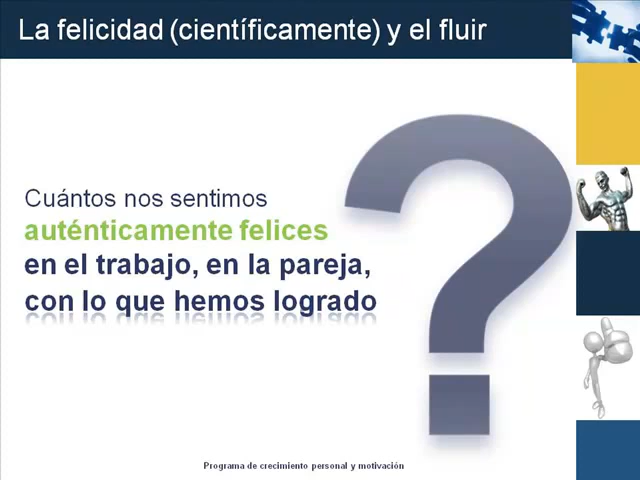 La felicidad (científicamente) y el fluir
Cuántos nos sentimos
auténticamente felices
en el trabajo, en la pareja,
con lo que hemos logrado
?
Programa de crecimiento personal y motivación